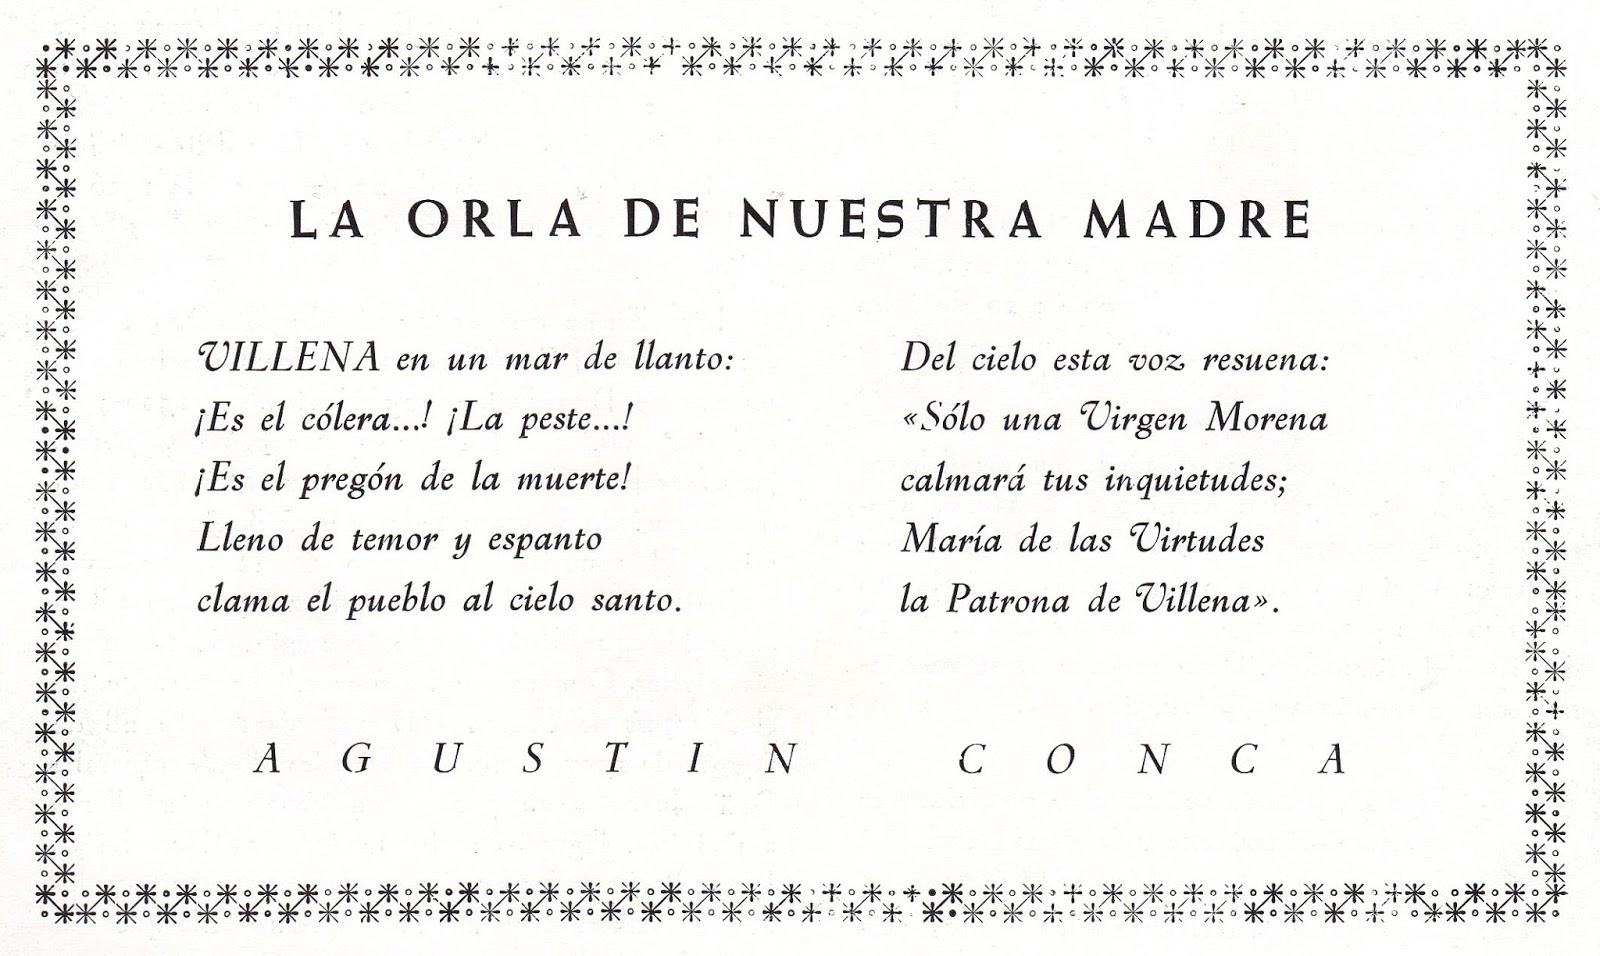 LA ORLA DE NUESTRA MADRE
VILLENA en un mar de llanto:
¡Es el cólera...! ¡La peste...!
¡Es el pregón de la muerte!
Lleno de temor y espanto
clama el pueblo al cielo santo.
Del cielo esta voz resuena:
«Sólo una Virgen Morena
calmará tus inquietudes;
María de las Virtudes
la Patrona de Villena».
AGUSTIN CONCA